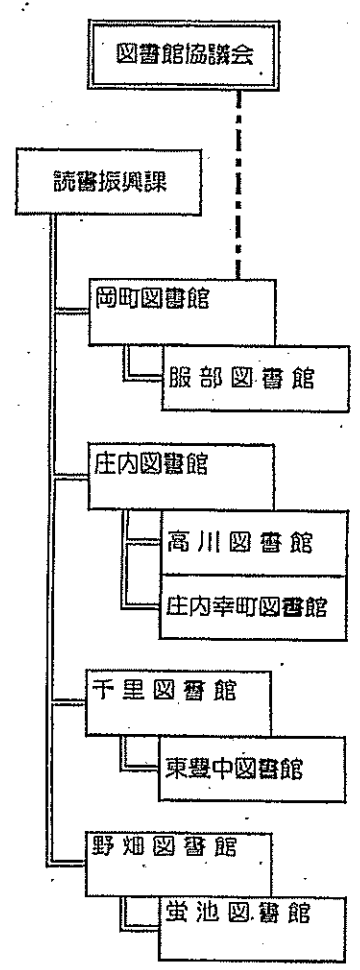 図書館協議会
読書振興課
岡町図書館
服部図書館
庄内図書館
高川図書館
庄内幸町図書館
千里図書館
東豊中図書館
野畑図書館
蛍池図書館